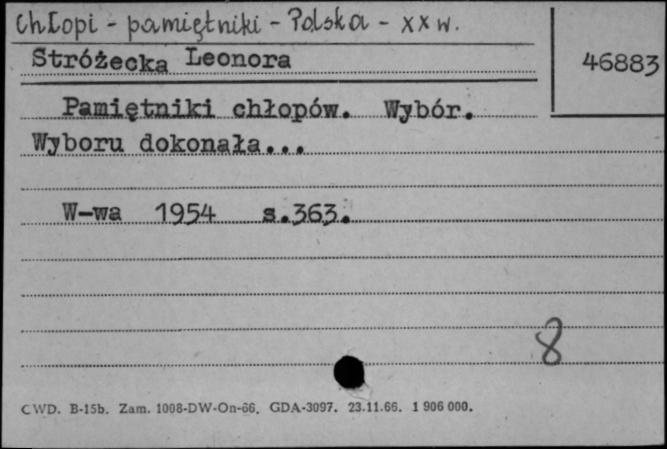 Chłopi - pamiętniki - Polska - XX w.
Stróżecka Leonora
46883
Pamiętniki chłopów. Wybór.
Wyboru dokonała...
W-wa 1954 s.363.
8
CWD. B-15b. Zam. 1008-DW-On-66. GDA-3097. 23.11.66. 1 906 000.